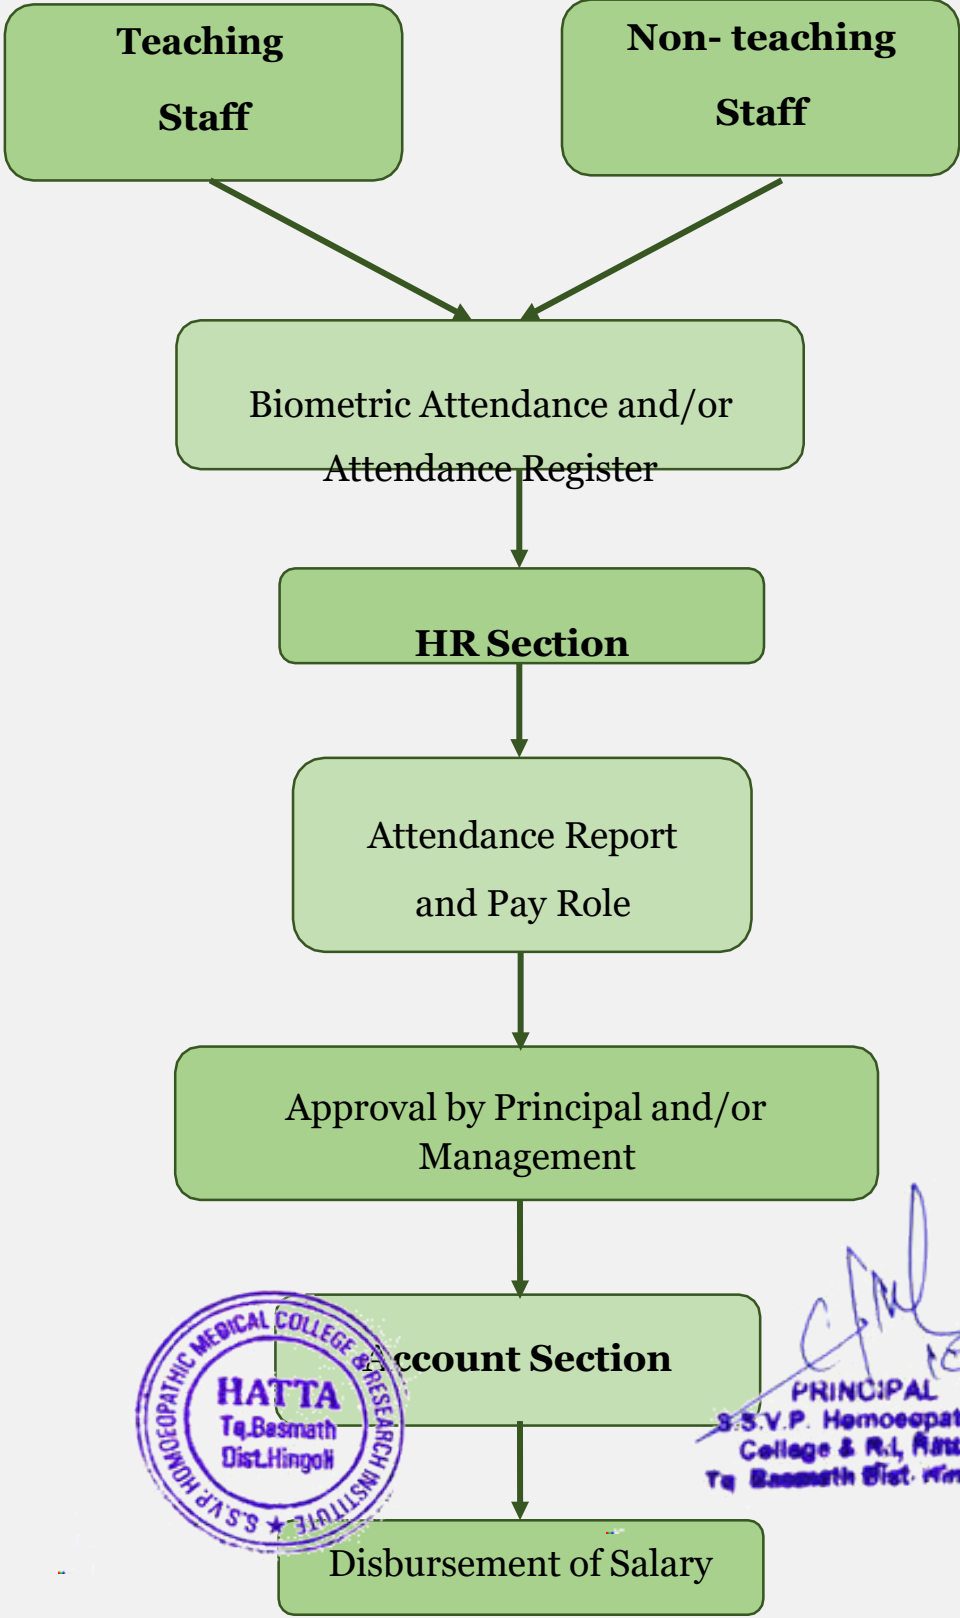 Teaching
Staff
Non- teaching
Staff
Biometric Attendance and/or
Attendance Register
HR Section
Attendance Report
and Pay Role
Approval by Principal and/or
Management
Account Section
S.S.V.P. HOMOEOPATHIC MEDICAL COLLEGE & RESEARCH INSTITUTE ★
HATTA
Tq.Basmath
Dist.Hingoli
PRINCIPAL
S.S.V.P.
College & R.I,
Tq Basmath Dist.
Disbursement of Salary